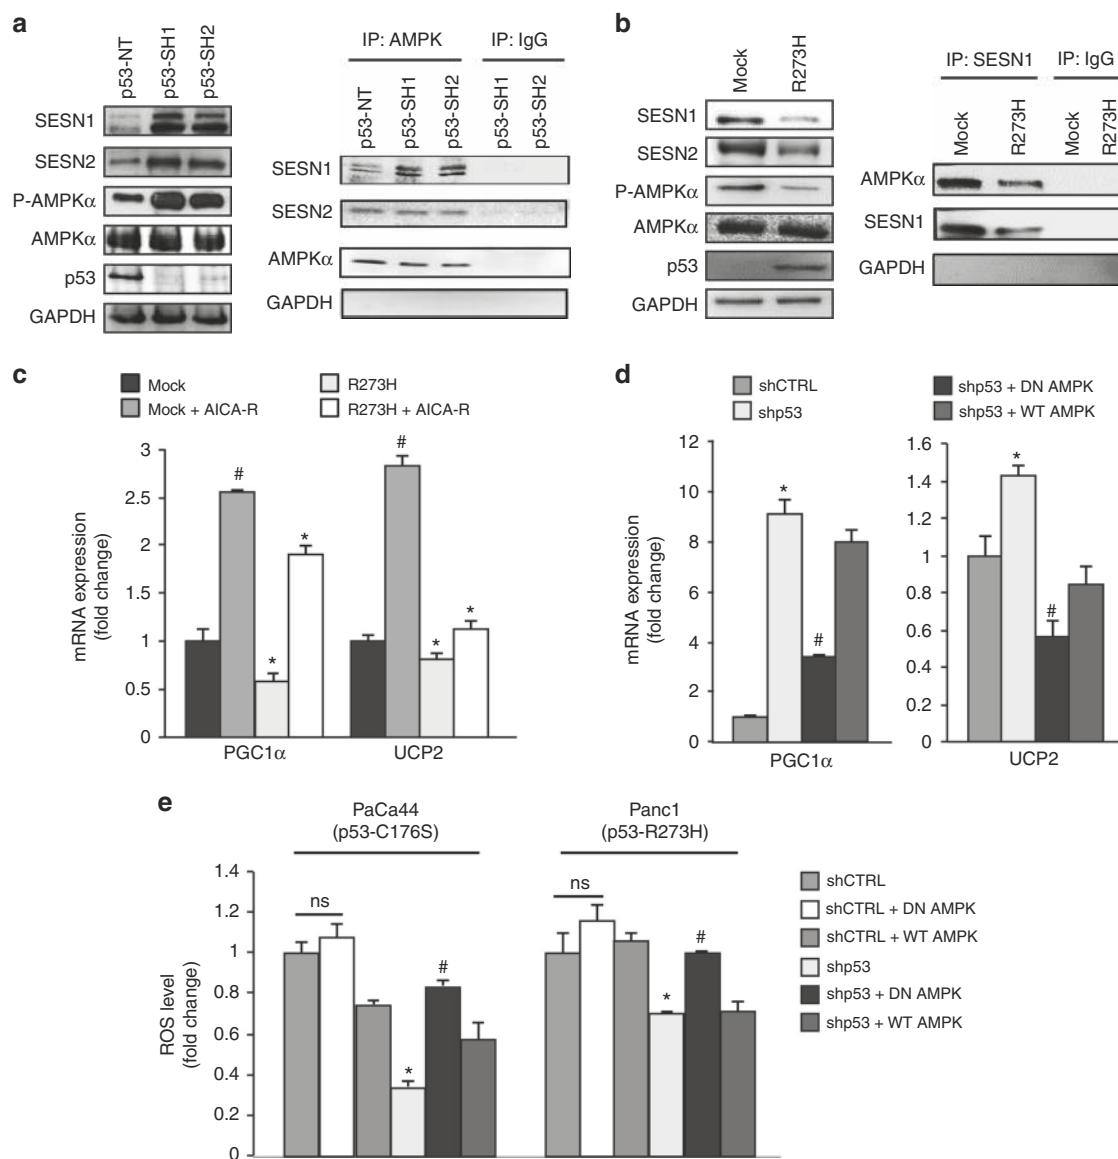 a
p53-NT
p53-SH1
p53-SH2
SESN1
SESN2
P-AMPKα
AMPKα
p53
GAPDH
IP: AMPK
IP: IgG
p53-NT
p53-SH1
p53-SH2
p53-SH1
p53-SH2
SESN1
SESN2
AMPKα
GAPDH
b
Mock
R273H
SESN1
SESN2
P-AMPKα
AMPKα
p53
GAPDH
IP: SESN1
IP: IgG
Mock
R273H
Mock
R273H
AMPKα
SESN1
GAPDH
c
Mock
Mock + AICA-R
R273H
R273H + AICA-R
mRNA expression
(fold change)
3
2.5
2
1
1
0.5
0
#
*
*
#
*
*
PGC1α
UCP2
d
shCTRL
shp53
shp53 + DN AMPK
shp53 + WT AMPK
mRNA expression
(fold change)
12
10
8
6
4
2
0
*
#
PGC1α
1.6
1.4
1.2
1
0.8
0.6
0.4
0.2
0
*
#
UCP2
e
PaCa44
(p53-C176S)
Panc1
(p53-R273H)
ROS level
(fold change)
1.4
1.2
1
0.8
0.6
0.4
0.2
0
ns
*
#
ns
*
#
shCTRL
shCTRL + DN AMPK
shCTRL + WT AMPK
shp53
shp53 + DN AMPK
shp53 + WT AMPK